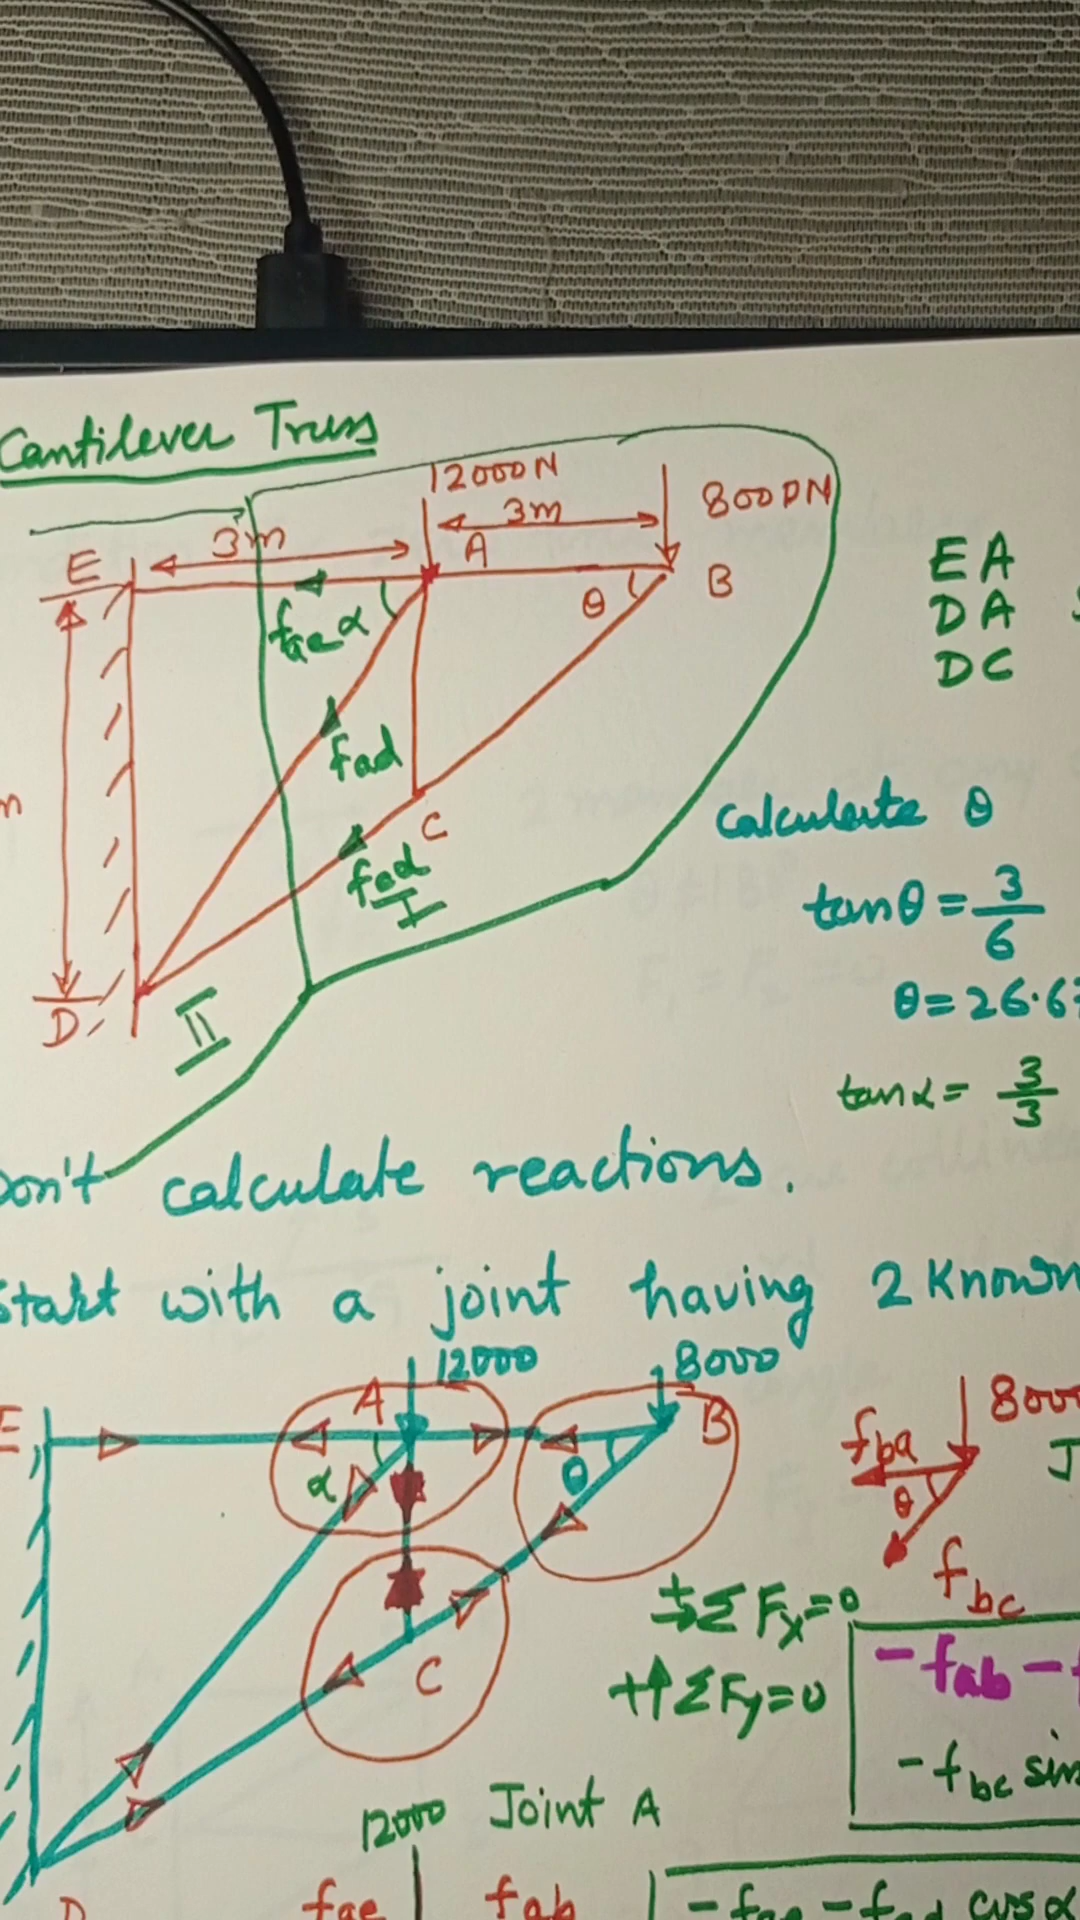 Cantilever Truss
12000N
8000N
3m
3m
E
A
B
θ
α
fae
EA
DA
DC
fad
n
C
Calculate θ
I
tanθ = 3/6
II
D
θ = 26.6
tanα = 3/3
Don't calculate reactions.
Start with a joint having 2 known
12000
8000
E
A
B
α
θ
fba
800
J
θ
fbc
+→ΣFx=0
+↑ΣFy=0
-fab -
-fbc sin
C
12000 Joint A
D
fae
fab
-fae - fad cosα